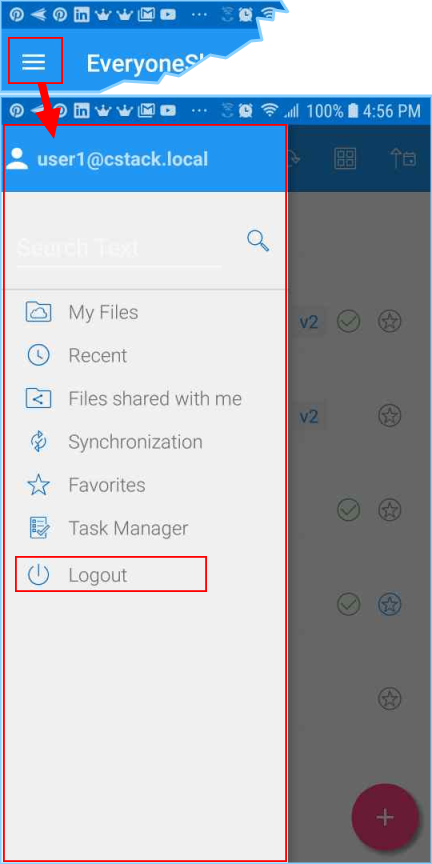 EveryoneS
100% 4:56 PM
user1@cstack.local
Search Text
My Files
v2
Recent
Files shared with me
v2
Synchronization
Favorites
Task Manager
Logout